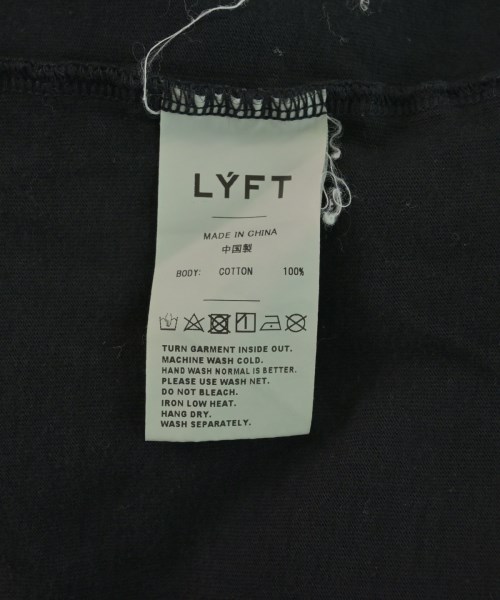 LÝFT
MADE IN CHINA
中国製
BODY: COTTON 100%
TURN GARMENT INSIDE OUT.
MACHINE WASH COLD.
HAND WASH NORMAL IS BETTER.
PLEASE USE WASH NET.
DO NOT BLEACH.
IRON LOW HEAT.
HANG DRY.
WASH SEPARATELY.